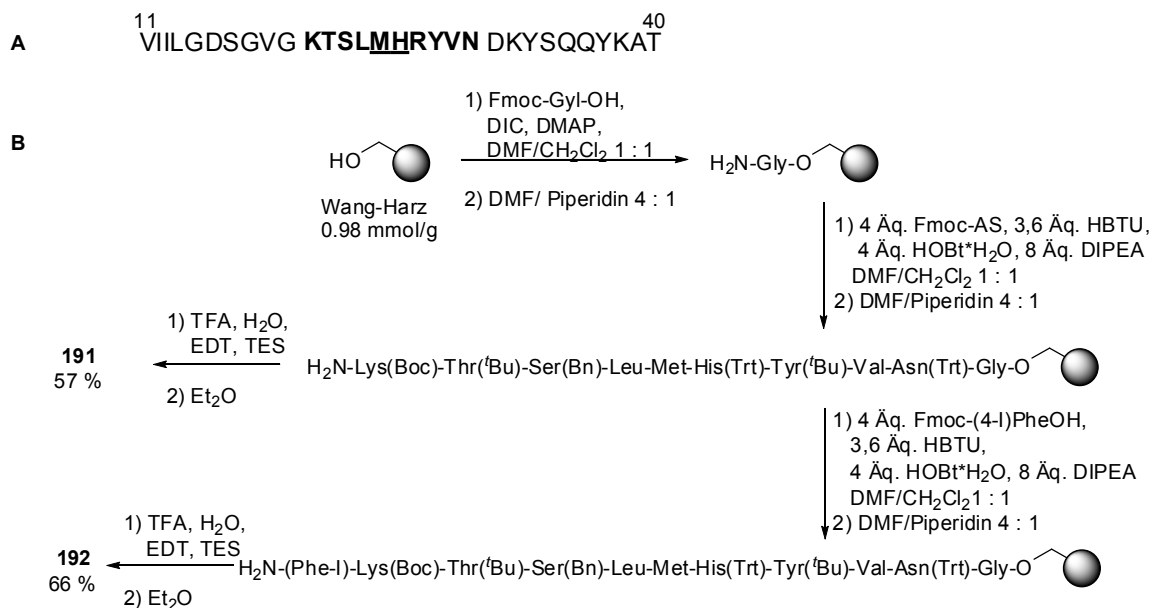 11 40
A VIILGDSGVG KTSLMHRYVN DKYSQQYKAT
B
1) Fmoc-Gyl-OH,
DIC, DMAP,
DMF/CH₂Cl₂ 1 : 1
2) DMF/ Piperidin 4 : 1
HO
Wang-Harz
0.98 mmol/g
H₂N-Gly-O
1) 4 Äq. Fmoc-AS, 3,6 Äq. HBTU,
4 Äq. HOBt*H₂O, 8 Äq. DIPEA
DMF/CH₂Cl₂ 1 : 1
2) DMF/Piperidin 4 : 1
H₂N-Lys(Boc)-Thr(ᵗBu)-Ser(Bn)-Leu-Met-His(Trt)-Tyr(ᵗBu)-Val-Asn(Trt)-Gly-O
1) TFA, H₂O,
EDT, TES
2) Et₂O
191
57 %
1) 4 Äq. Fmoc-(4-I)PheOH,
3,6 Äq. HBTU,
4 Äq. HOBt*H₂O, 8 Äq. DIPEA
DMF/CH₂Cl₂1 : 1
2) DMF/Piperidin 4 : 1
H₂N-(Phe-I)-Lys(Boc)-Thr(ᵗBu)-Ser(Bn)-Leu-Met-His(Trt)-Tyr(ᵗBu)-Val-Asn(Trt)-Gly-O
1) TFA, H₂O,
EDT, TES
2) Et₂O
192
66 %